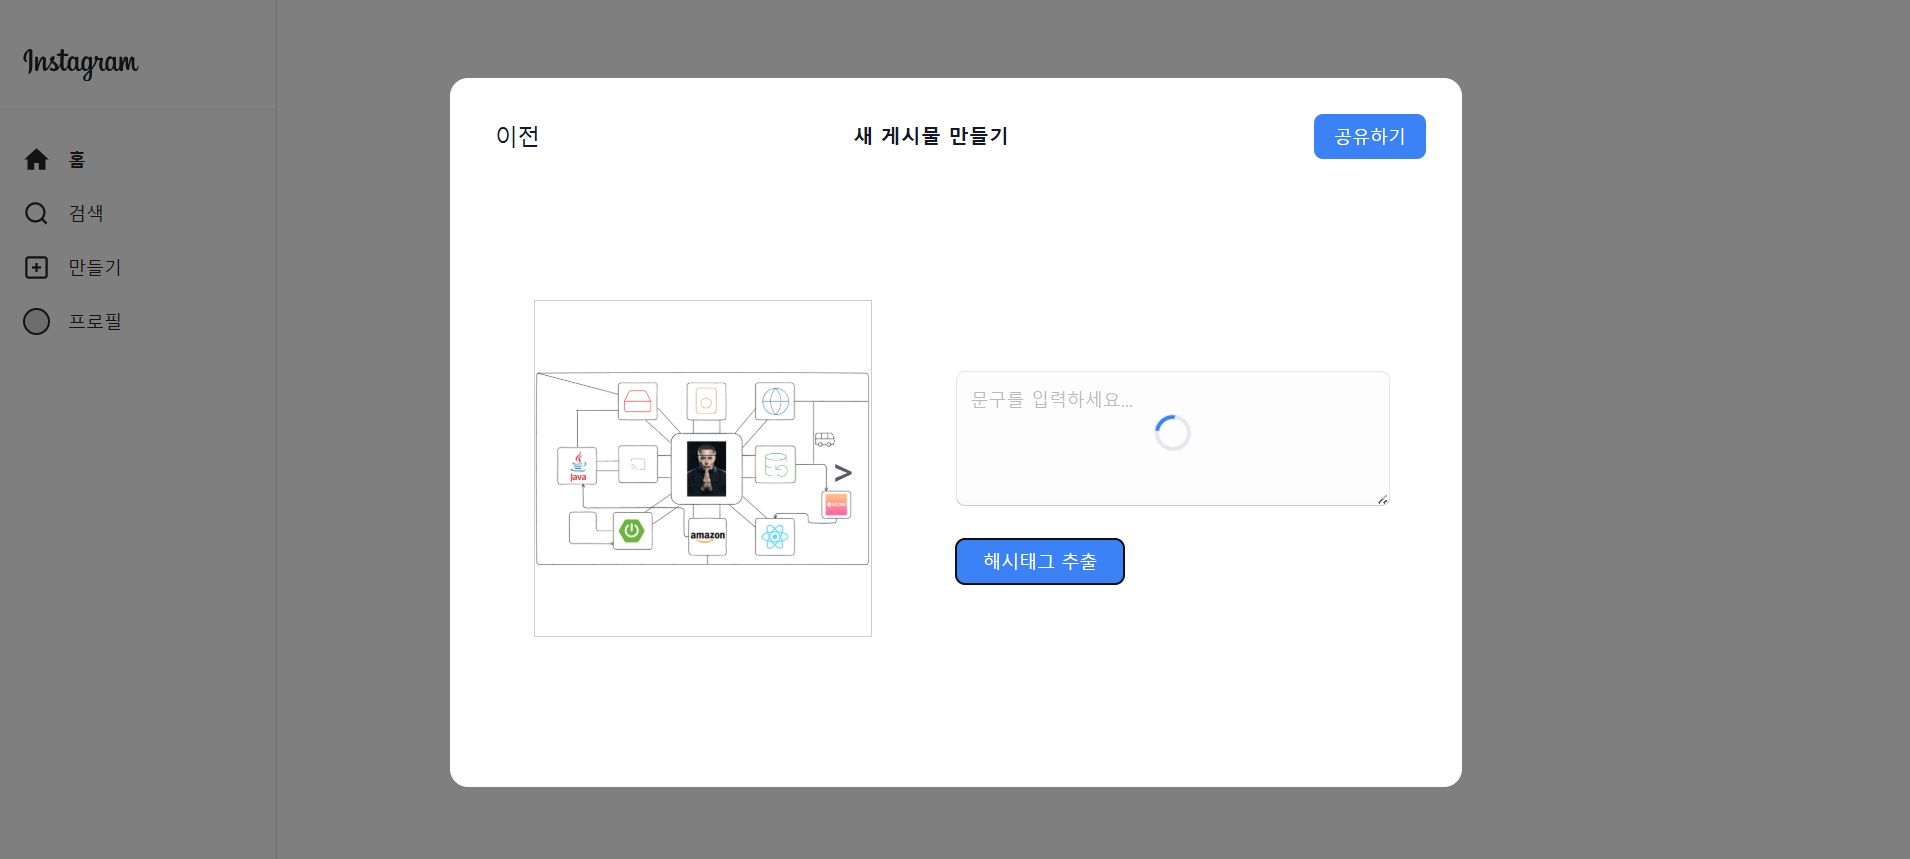 Instagram
홈
검색
만들기
프로필
이전
새 게시물 만들기
공유하기
Java
amazon
>
문구를 입력하세요...
해시태그 추출